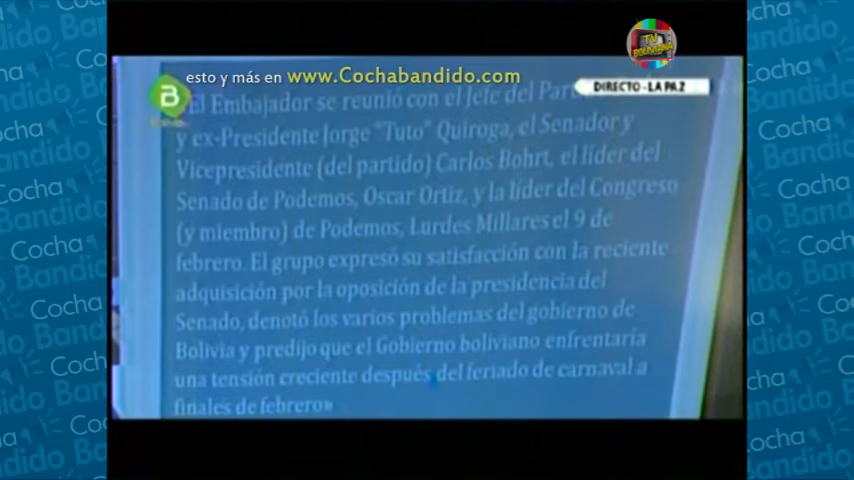 TV
BOLIVIANA
esto y más en www.Cochabandido.com
DIRECTO - LA PAZ
B
El Embajador se reunió con el Jefe del
y ex-Presidente Jorge "Tuto" Quiroga, el Senador y
Vicepresidente (del partido) Carlos Bohrt, el líder del
Senado de Podemos, Oscar Ortiz, y la líder del Congreso
(y miembro) de Podemos, Lurdes Millares el 9 de
febrero. El grupo expresó su satisfacción con la reciente
adquisición por la oposición de la presidencia del
Senado, denotó los varios problemas del gobierno de
Bolivia y predijo que el Gobierno boliviano enfrentaría
una tensión creciente después del feriado de carnaval a
finales de febrero»
Cocha
Bandido